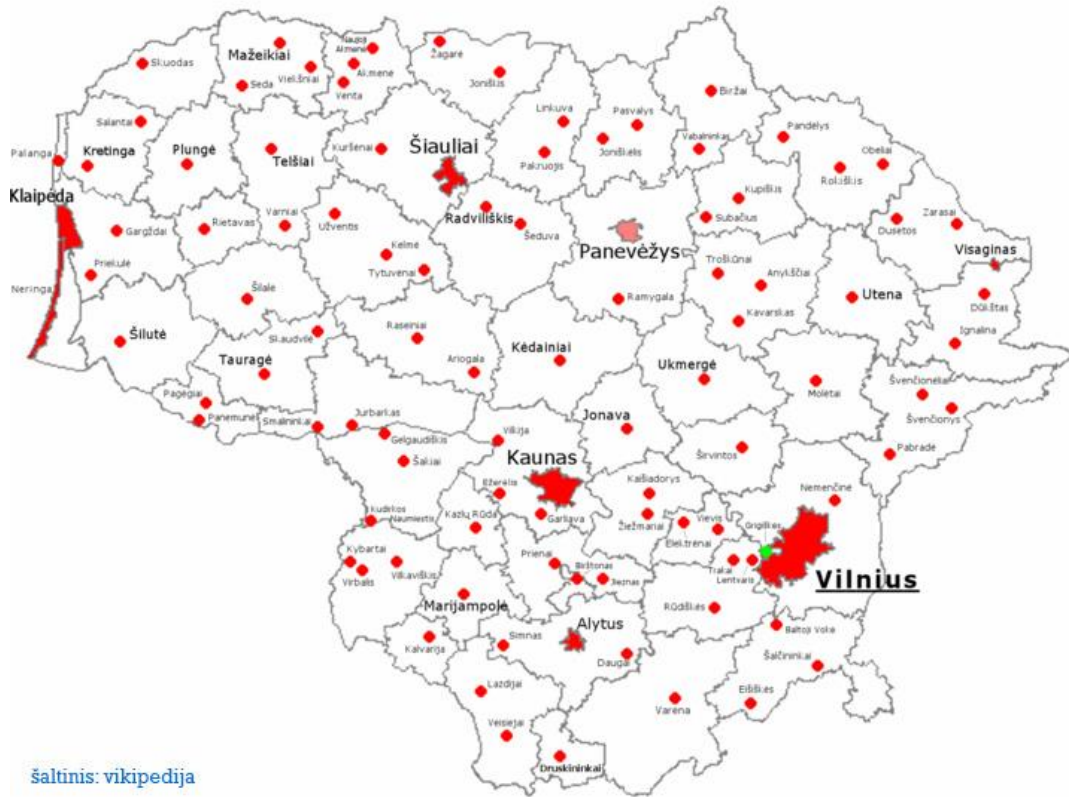 Skuodas
Mažeikiai
Seda
Viekšniai
Naujoji
Akmenė
Akmenė
Venta
Žagarė
Joniškis
Linkuva
Pasvalys
Biržai
Salantai
Palanga
Kretinga
Plungė
Telšiai
Kuršėnai
Šiauliai
Pakruojis
Joniškėlis
Vabalninkas
Pandėlys
Obeliai
Rokiškis
Klaipėda
Gargždai
Rietavas
Varniai
Užventis
Radviliškis
Šeduva
Kupiškis
Subačius
Zarasai
Dusetos
Visaginas
Priekulė
Neringa
Šilalė
Kelmė
Tytuvėnai
Panevėžys
Ramygala
Troškūnai
Anykščiai
Kavarskas
Utena
Dūkštas
Ignalina
Šilutė
Skaudvilė
Tauragė
Raseiniai
Ariogala
Kėdainiai
Ukmergė
Molėtai
Švenčionėliai
Švenčionys
Pagėgiai
Panemunė
Smalininkai
Jurbarkas
Gelgaudiškis
Šakiai
Vilkija
Jonava
Širvintos
Pabradė
Kaunas
Ežerėlis
Garliava
Kaišiadorys
Žiežmariai
Nemenčinė
Kudirkos
Naumiestis
Kazlų Rūda
Vievis
Elektrėnai
Grigiškės
Kybartai
Virbalis
Vilkaviškis
Prienai
Birštonas
Jieznas
Trakai
Lentvaris
Vilnius
Marijampolė
Rūdiškės
Kalvarija
Simnas
Alytus
Daugai
Baltoji Vokė
Šalčininkai
Lazdijai
Eišiškės
Varėna
Veisiejai
Druskininkai
šaltinis: vikipedija